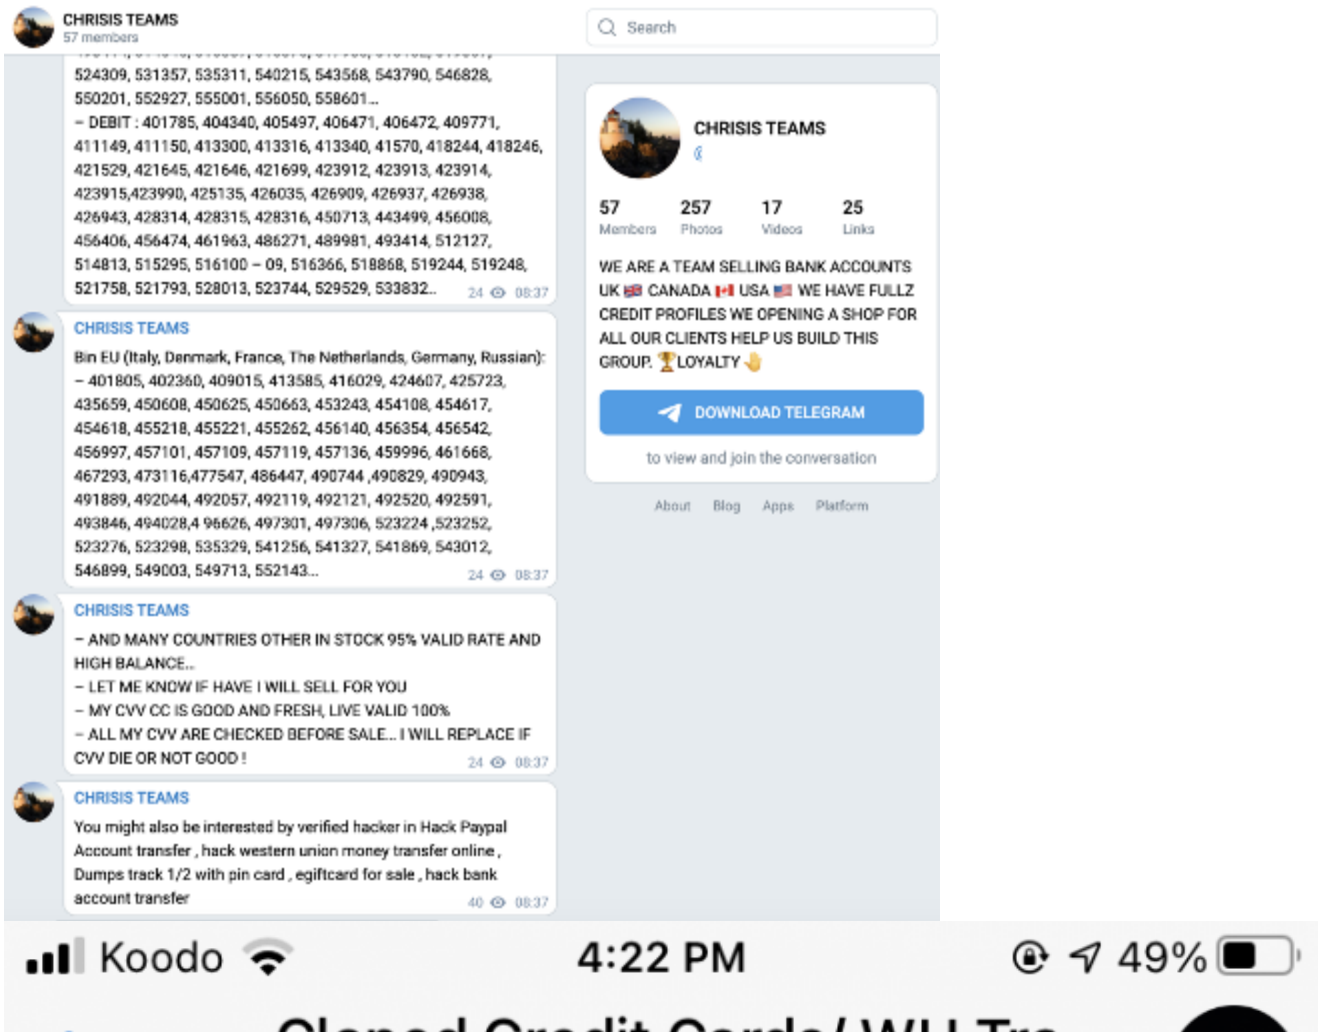 CHRISIS TEAMS
57 members
524309, 531357, 535311, 540215, 543568, 543790, 546828,
550201, 552927, 555001, 556050, 558601...
– DEBIT : 401785, 404340, 405497, 406471, 406472, 409771,
411149, 411150, 413300, 413316, 413340, 41570, 418244, 418246,
421529, 421645, 421646, 421699, 423912, 423913, 423914,
423915,423990, 425135, 426035, 426909, 426937, 426938,
426943, 428314, 428315, 428316, 450713, 443499, 456008,
456406, 456474, 461963, 486271, 489981, 493414, 512127,
514813, 515295, 516100 – 09, 516366, 518868, 519244, 519248,
521758, 521793, 528013, 523744, 529529, 533832..
24 08:37
CHRISIS TEAMS
Bin EU (Italy, Denmark, France, The Netherlands, Germany, Russian):
– 401805, 402360, 409015, 413585, 416029, 424607, 425723,
435659, 450608, 450625, 450663, 453243, 454108, 454617,
454618, 455218, 455221, 455262, 456140, 456354, 456542,
456997, 457101, 457109, 457119, 457136, 459996, 461668,
467293, 473116,477547, 486447, 490744 ,490829, 490943,
491889, 492044, 492057, 492119, 492121, 492520, 492591,
493846, 494028,4 96626, 497301, 497306, 523224 ,523252,
523276, 523298, 535329, 541256, 541327, 541869, 543012,
546899, 549003, 549713, 552143...
24 08:37
CHRISIS TEAMS
– AND MANY COUNTRIES OTHER IN STOCK 95% VALID RATE AND
HIGH BALANCE..
– LET ME KNOW IF HAVE I WILL SELL FOR YOU
– MY CVV CC IS GOOD AND FRESH, LIVE VALID 100%
– ALL MY CVV ARE CHECKED BEFORE SALE... I WILL REPLACE IF
CVV DIE OR NOT GOOD !
24 08:37
CHRISIS TEAMS
You might also be interested by verified hacker in Hack Paypal
Account transfer , hack western union money transfer online ,
Dumps track 1/2 with pin card , egiftcard for sale , hack bank
account transfer
40 08:37
Search
CHRISIS TEAMS
57 257 17 25
Members Photos Videos Links
WE ARE A TEAM SELLING BANK ACCOUNTS
UK 🇬🇧 CANADA 🇨🇦 USA 🇺🇸 WE HAVE FULLZ
CREDIT PROFILES WE OPENING A SHOP FOR
ALL OUR CLIENTS HELP US BUILD THIS
GROUP. 🏆LOYALTY 🤚
DOWNLOAD TELEGRAM
to view and join the conversation
About Blog Apps Platform
Koodo 4:22 PM 49%
Cloned Credit Cards/ WU Tra